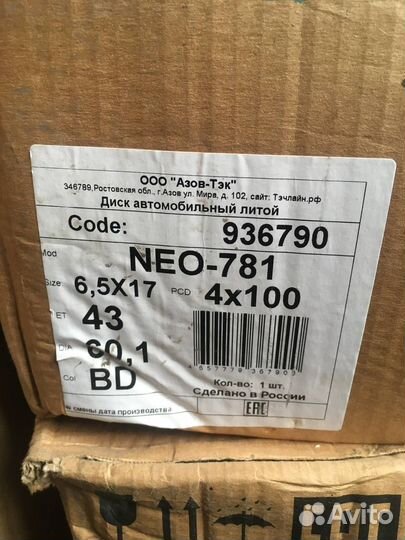 ООО "Азов-Тэк"
346789,Ростовская обл., г.Азов ул. Мира, д. 102, сайт: Тэчлайн.рф
Диск автомобильный литой
Code: 936790
Mod NEO-781
Size 6,5X17 PCD 4x100
ET 43
DIA 60,1
Col BD
Кол-во: 1 шт.
Сделано в России
№ смены дата производства
EAC
Avito